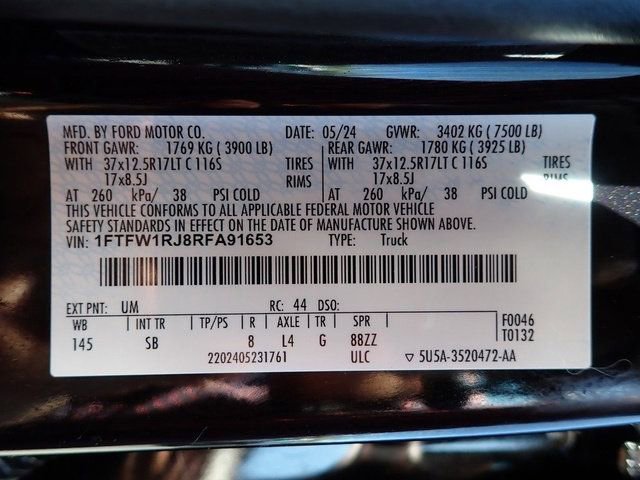 MFD. BY FORD MOTOR CO. DATE: 05/24 GVWR: 3402 KG ( 7500 LB)
FRONT GAWR: 1769 KG ( 3900 LB) REAR GAWR: 1780 KG ( 3925 LB)
WITH 37x12.5R17LT C 116S TIRES WITH 37x12.5R17LT C 116S TIRES
17x8.5J RIMS 17x8.5J RIMS
AT 260 kPa/ 38 PSI COLD AT 260 kPa/ 38 PSI COLD
THIS VEHICLE CONFORMS TO ALL APPLICABLE FEDERAL MOTOR VEHICLE
SAFETY STANDARDS IN EFFECT ON THE DATE OF MANUFACTURE SHOWN ABOVE.
VIN: 1FTFW1RJ8RFA91653 TYPE: Truck
EXT PNT: UM RC: 44 DSO:
WB INT TR TP/PS R AXLE TR SPR F0046
145 SB 8 L4 G 88ZZ T0132
2202405231761 ULC ▽ 5U5A-3520472-AA